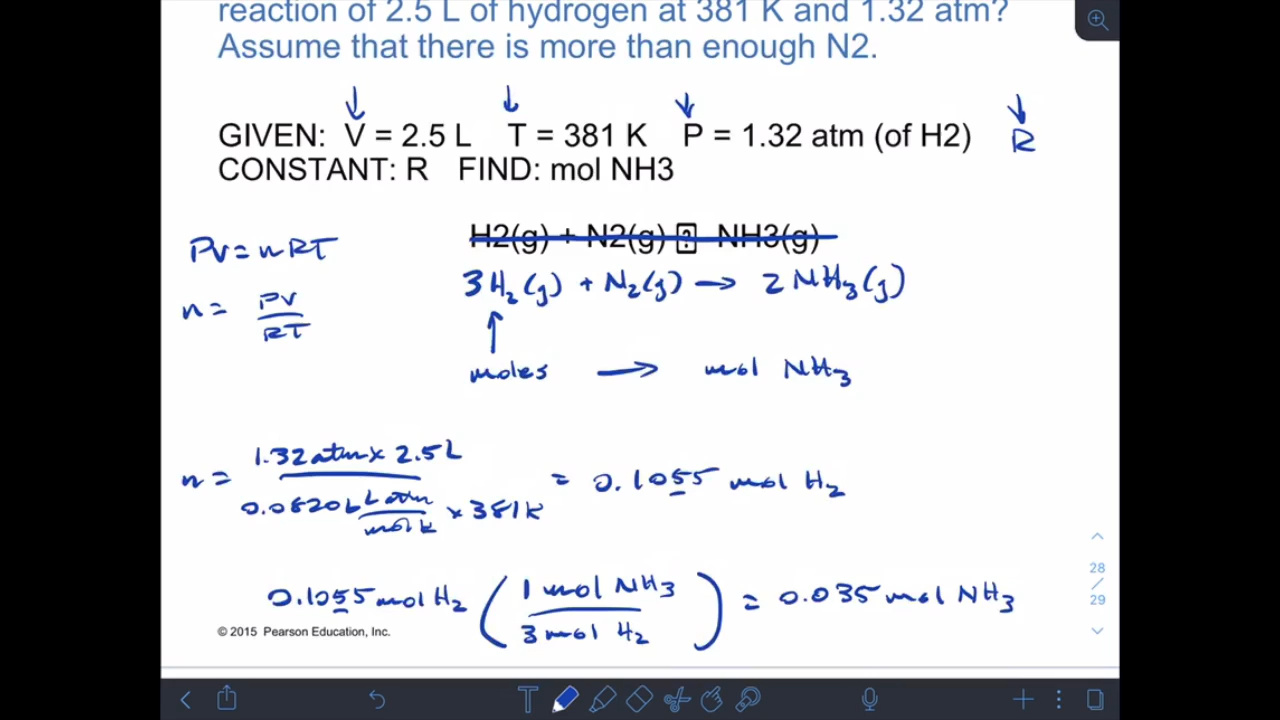 reaction of 2.5 L of hydrogen at 381 K and 1.32 atm?
Assume that there is more than enough N2.
GIVEN: V = 2.5 L T = 381 K P = 1.32 atm (of H2) R
CONSTANT: R FIND: mol NH3
H2(g) + N2(g) ? NH3(g)
PV = nRT
3H₂(g) + N₂(g) → 2NH₃(g)
n = PV/RT
moles → mol NH₃
n = 1.32 atm x 2.5 L / 0.08206 L atm/mol K x 381 K = 0.1055 mol H₂
0.1055 mol H₂ (1 mol NH₃ / 3 mol H₂) = 0.035 mol NH₃
© 2015 Pearson Education, Inc.
28
/
29
T